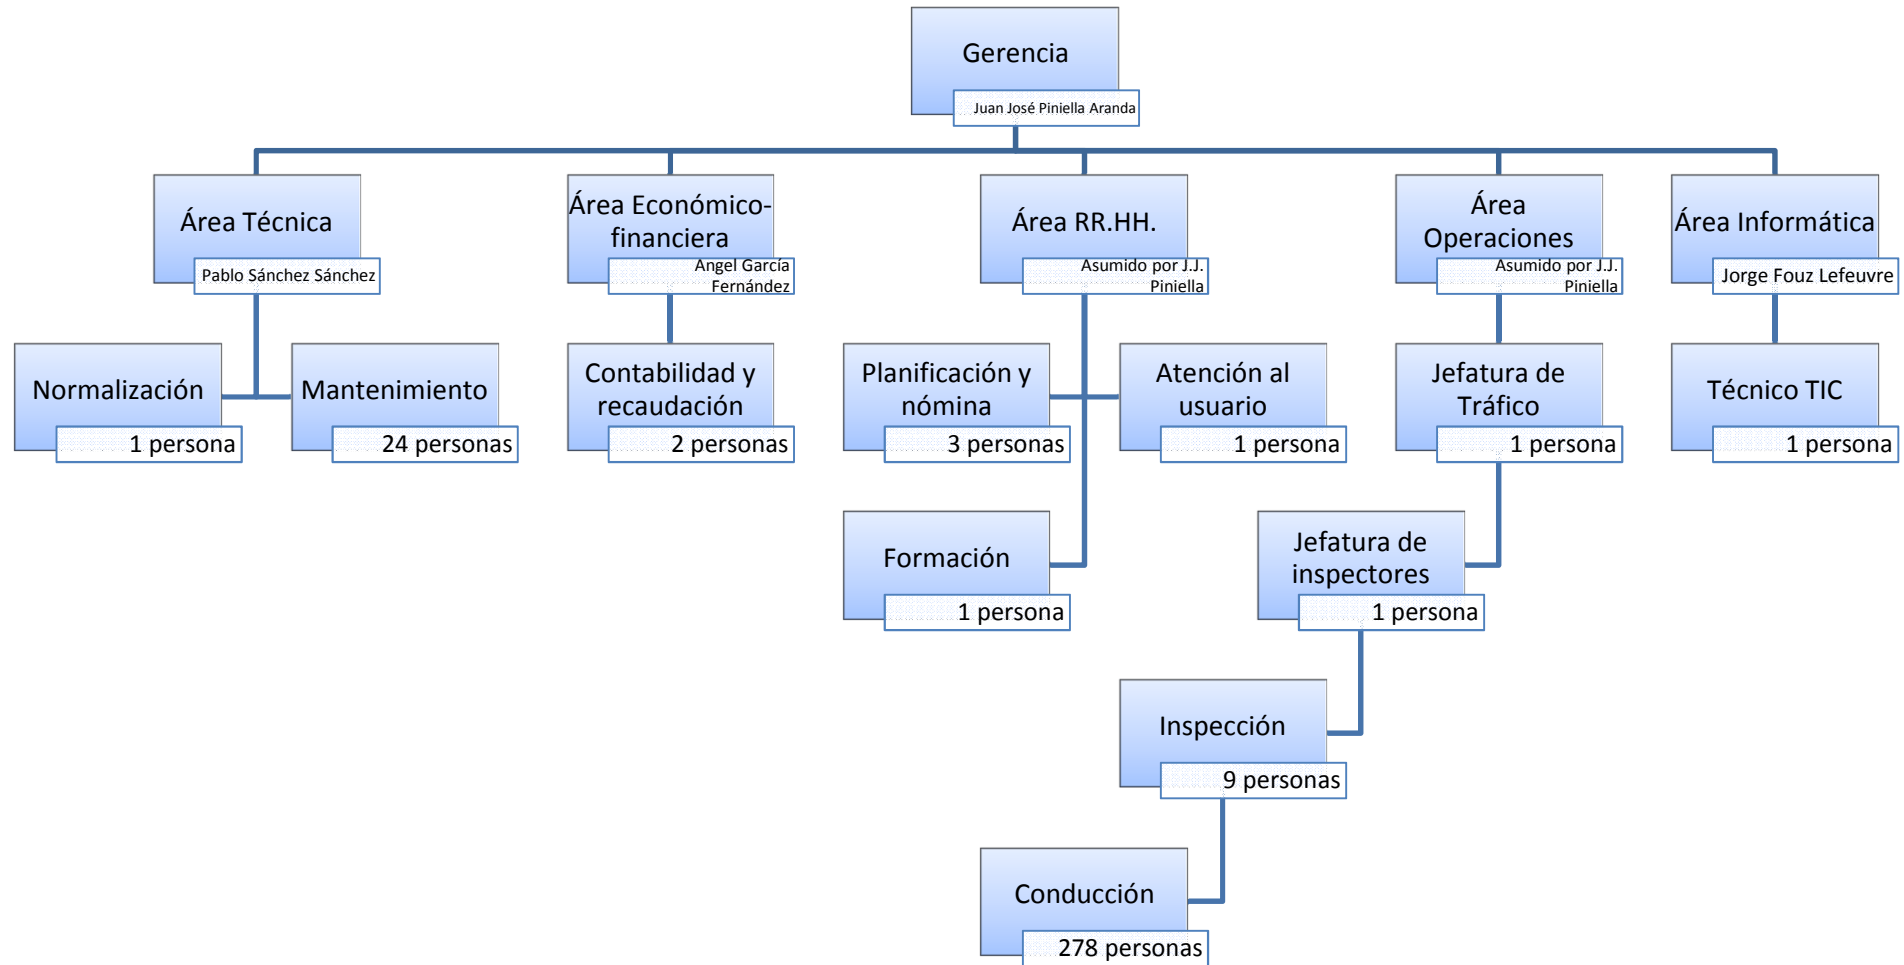 Gerencia
Juan José Piniella Aranda
Área Técnica
Pablo Sánchez Sánchez
Área Económico-
financiera
Angel García
Fernández
Área RR.HH.
Asumido por J.J.
Piniella
Área
Operaciones
Asumido por J.J.
Piniella
Área Informática
Jorge Fouz Lefeuvre
Normalización
1 persona
Mantenimiento
24 personas
Contabilidad y
recaudación
2 personas
Planificación y
nómina
3 personas
Atención al
usuario
1 persona
Jefatura de
Tráfico
1 persona
Técnico TIC
1 persona
Formación
1 persona
Jefatura de
inspectores
1 persona
Inspección
9 personas
Conducción
278 personas